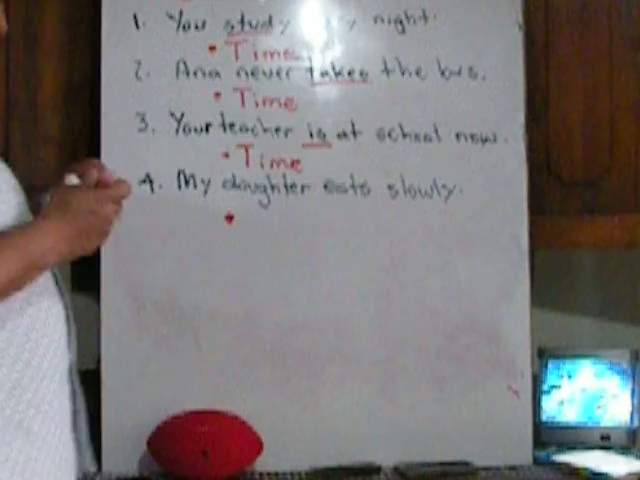 1. You study night.
• Time
2. Ana never takes the bus.
• Time
3. Your teacher is at school now.
• Time
4. My daughter eats slowly.
•